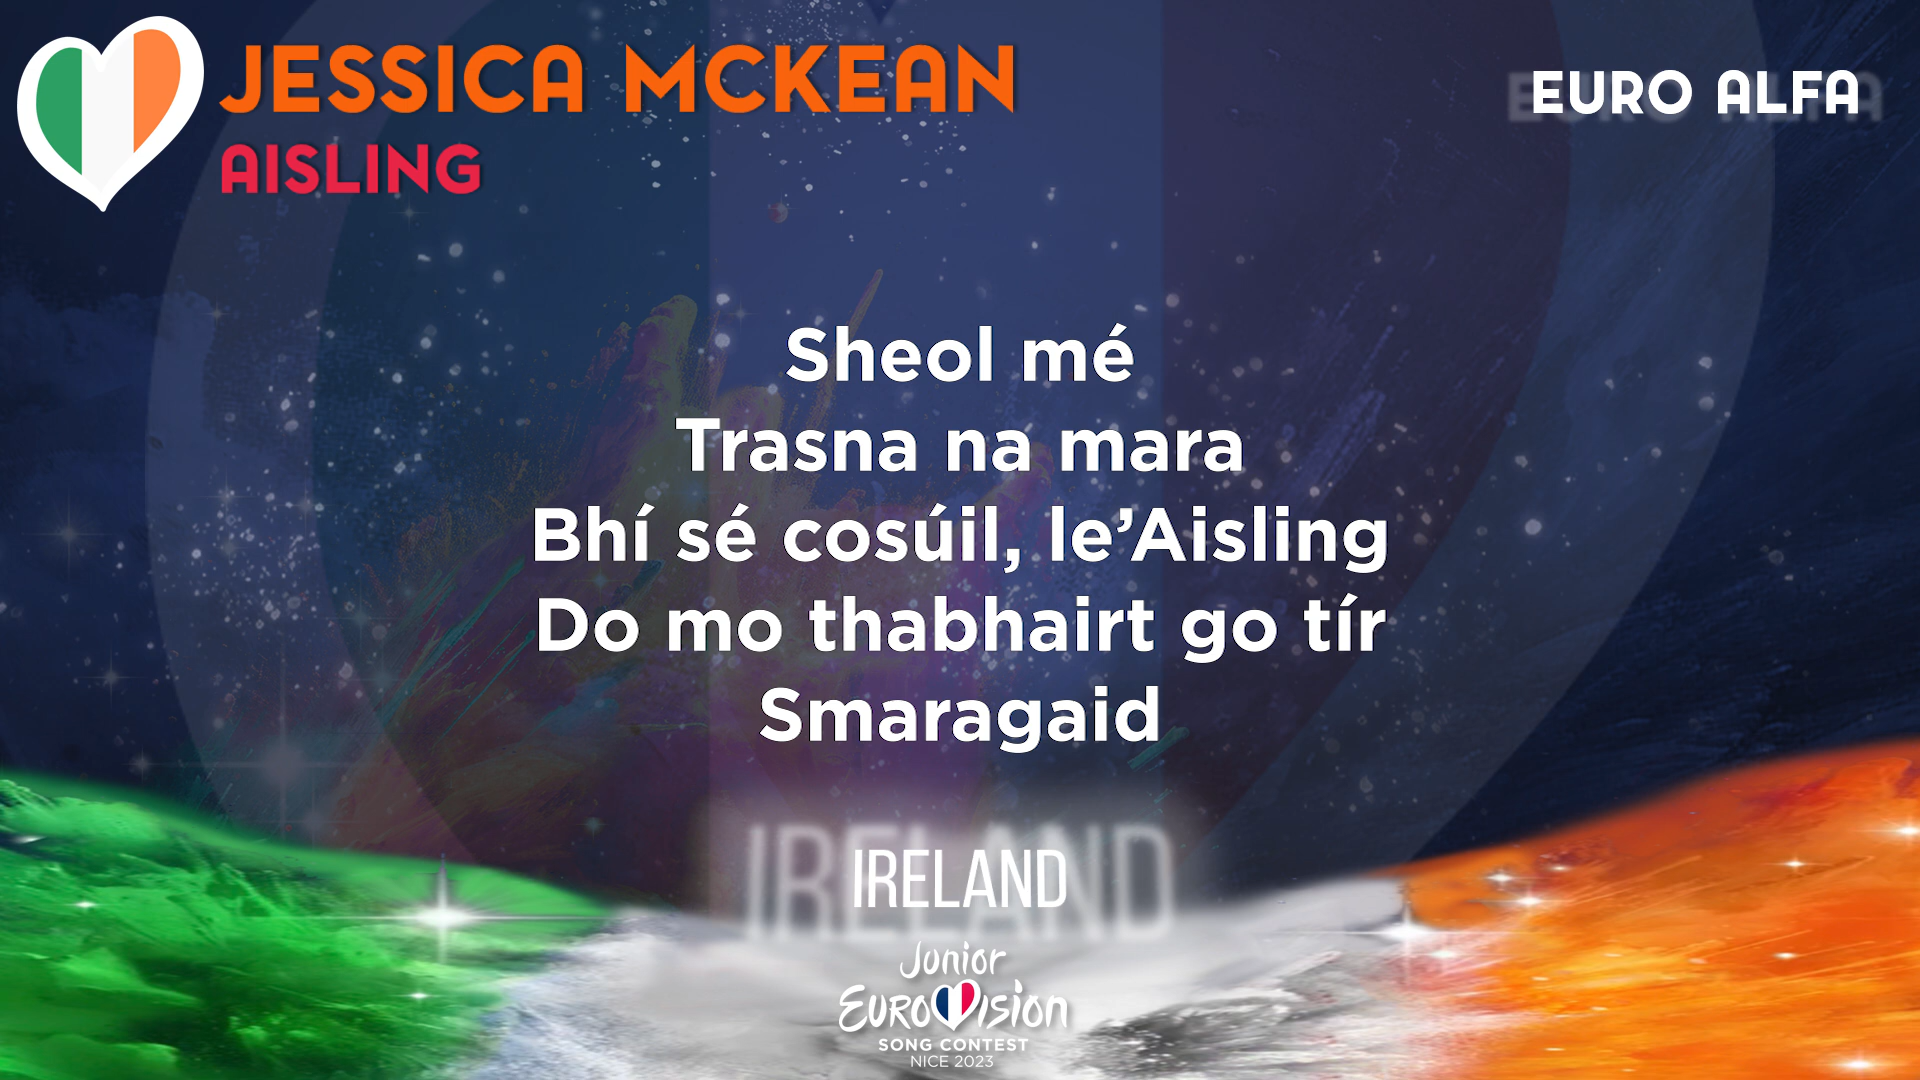 JESSICA MCKEAN
AISLING
EURO ALFA
Sheol mé
Trasna na mara
Bhí sé cosúil, le’Aisling
Do mo thabhairt go tír
Smaragaid
IRELAND
Junior
EUROVISION
SONG CONTEST
NICE 2023